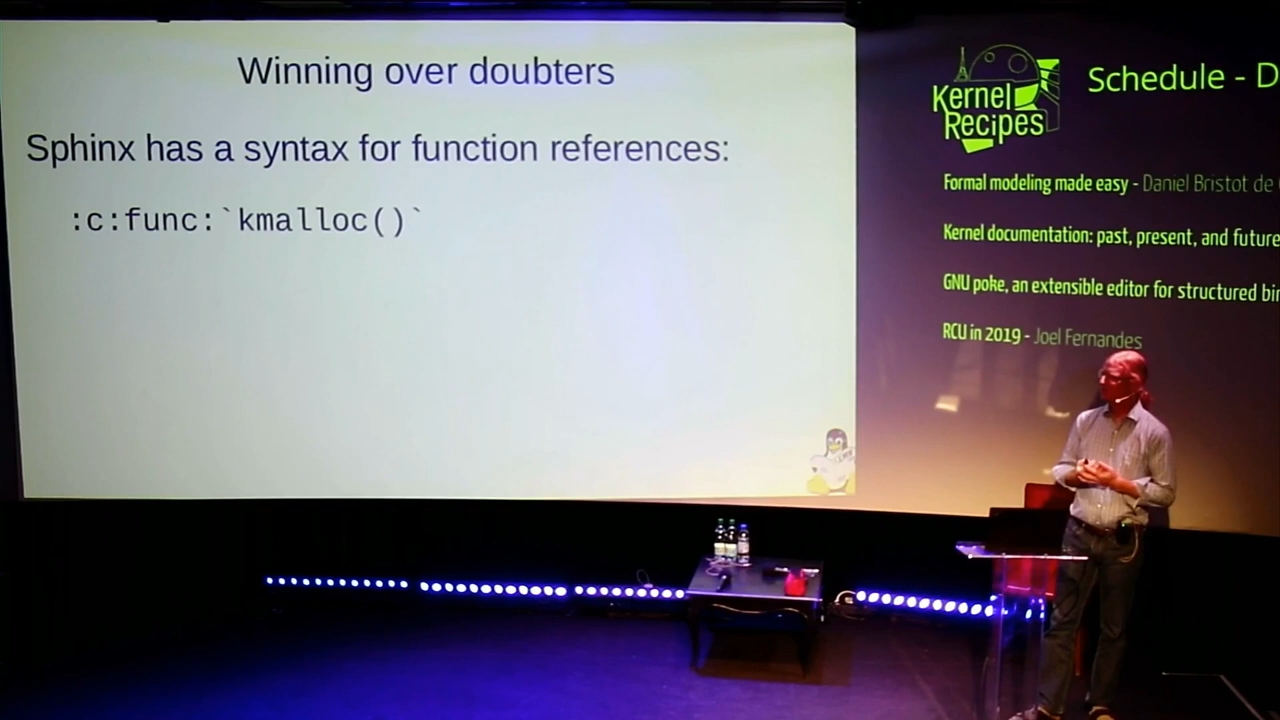 Winning over doubters
Sphinx has a syntax for function references:
:c:func:`kmalloc()`
Kernel
Recipes
Schedule - D
Formal modeling made easy - Daniel Bristot de
Kernel documentation: past, present, and future
GNU poke, an extensible editor for structured bin
RCU in 2019 - Joel Fernandes